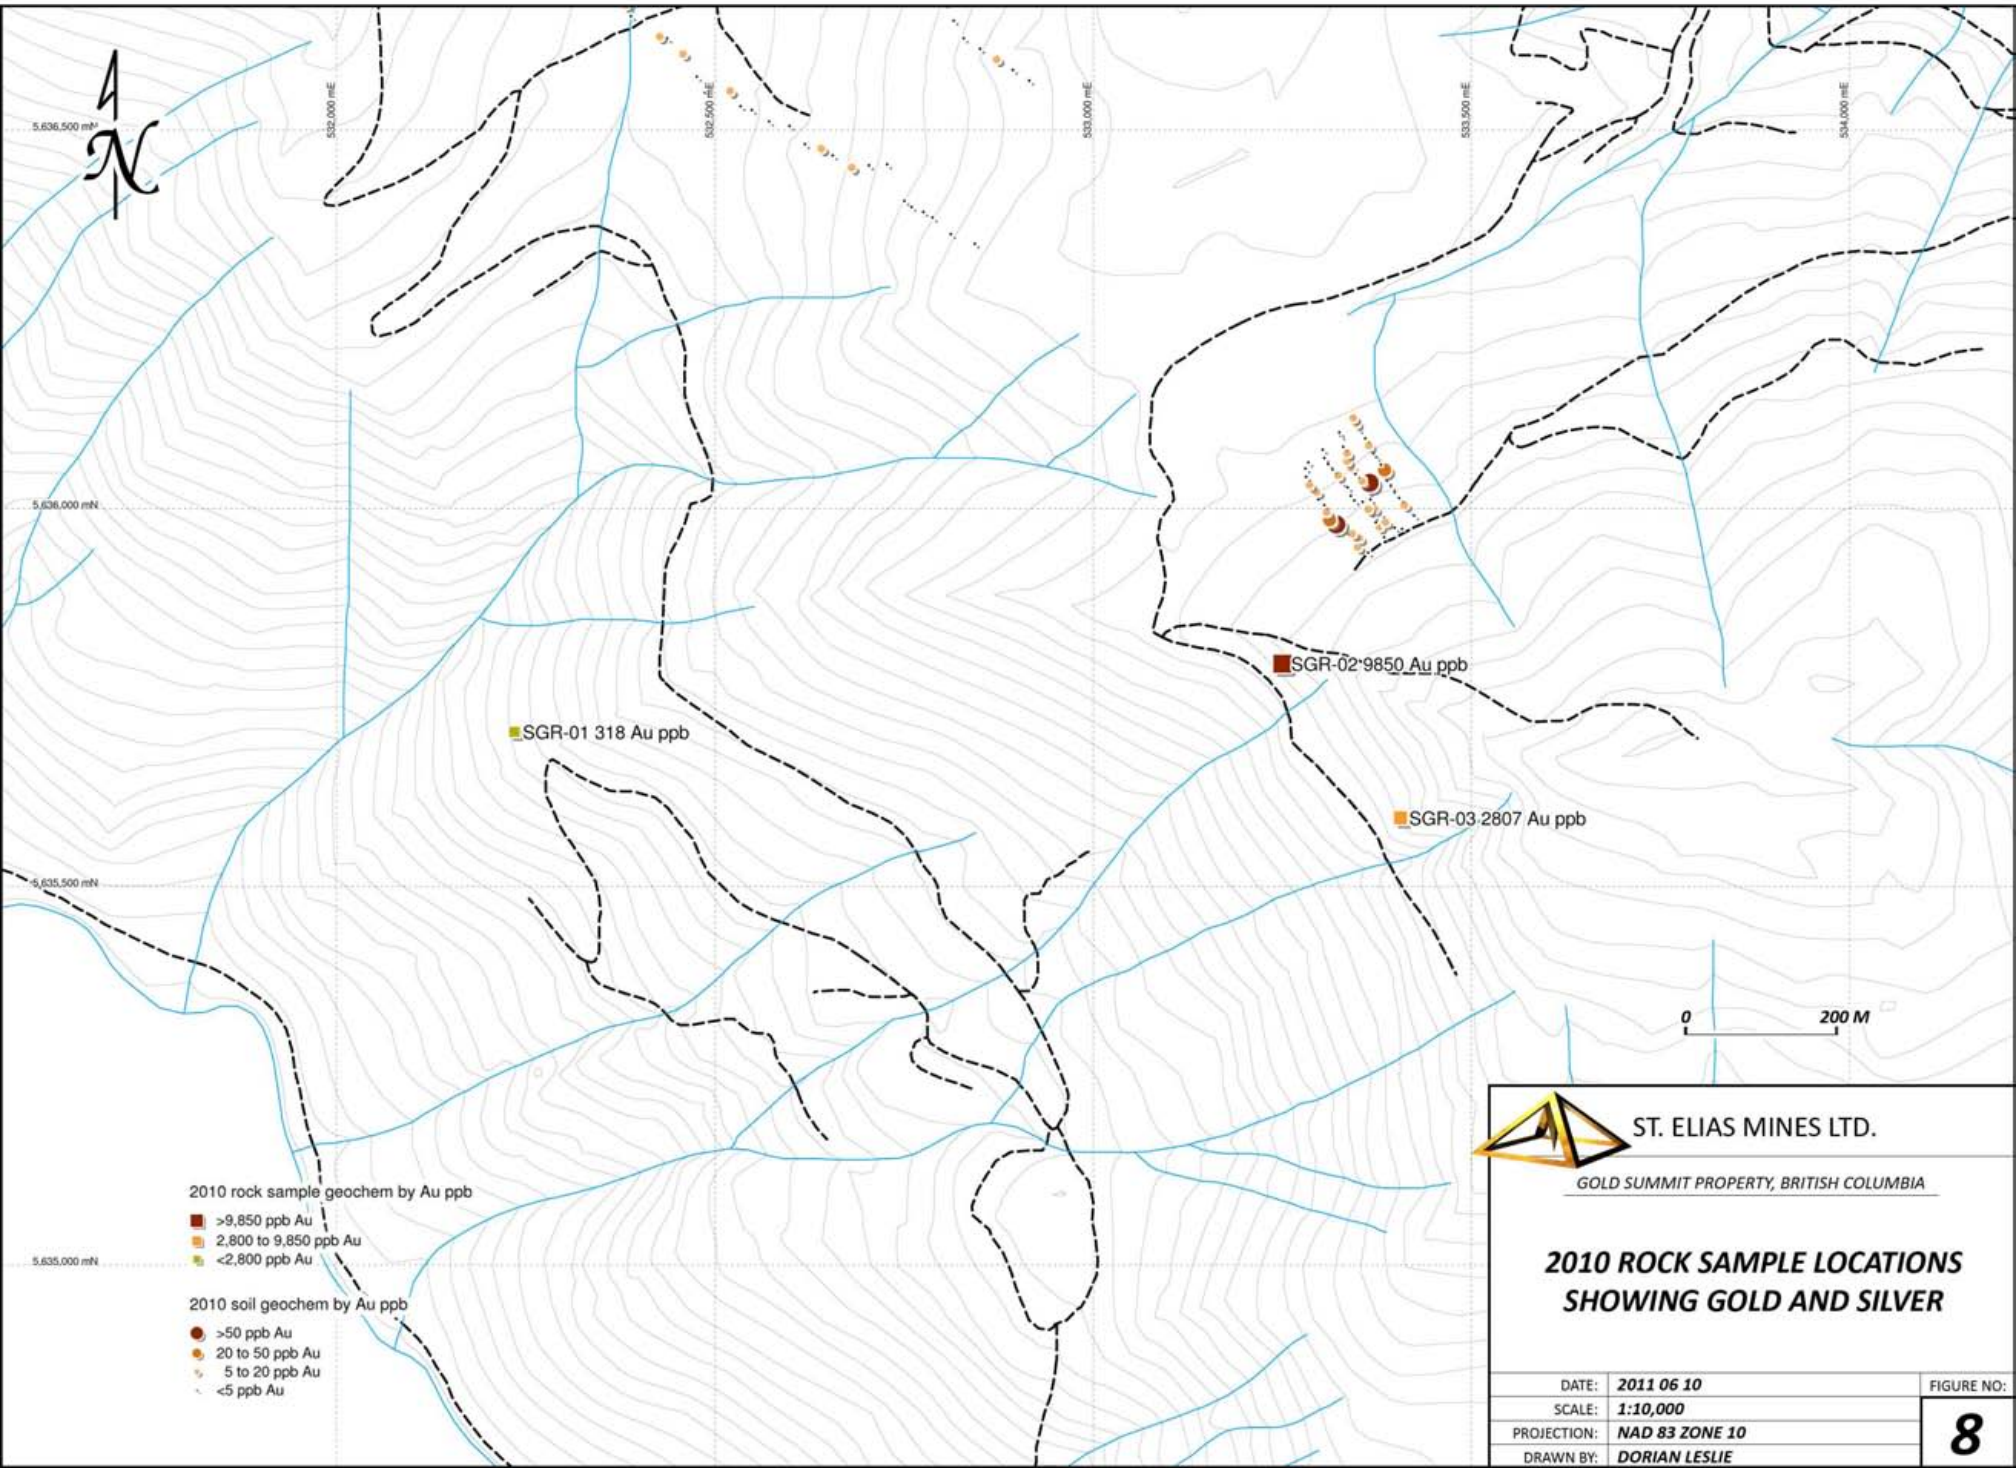 532,000 mE
532,500 mE
533,000 mE
533,500 mE
534,000 mE
5,636,500 mN
N
5,636,000 mN
SGR-02 9850 Au ppb
SGR-01 318 Au ppb
SGR-03 2807 Au ppb
5,635,500 mN
0 200 M
2010 rock sample geochem by Au ppb
>9,850 ppb Au
2,800 to 9,850 ppb Au
<2,800 ppb Au
5,635,000 mN
2010 soil geochem by Au ppb
>50 ppb Au
20 to 50 ppb Au
5 to 20 ppb Au
<5 ppb Au
ST. ELIAS MINES LTD.
GOLD SUMMIT PROPERTY, BRITISH COLUMBIA
2010 ROCK SAMPLE LOCATIONS
SHOWING GOLD AND SILVER
DATE: 2011 06 10
SCALE: 1:10,000
PROJECTION: NAD 83 ZONE 10
DRAWN BY: DORIAN LESLIE
FIGURE NO:
8